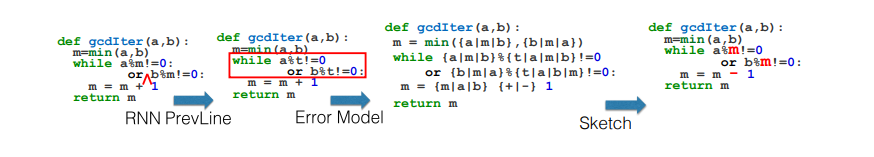 def gcdIter(a,b):
m=min(a,b)
while a%m!=0
or b%m!=0:
m = m + 1
return m
RNN PrevLine
def gcdIter(a,b):
m=min(a,b)
while a%t!=0
or b%t!=0:
m = m + 1
return m
Error Model
def gcdIter(a,b):
m = min({a|m|b},{b|m|a})
while {a|m|b}%{t|a|m|b}!=0
or {b|m|a}%{t|a|b|m}!=0:
m = {m|a|b} {+|-} 1
return m
Sketch
def gcdIter(a,b):
m=min(a,b)
while a%m!=0
or b%m!=0:
m = m - 1
return m